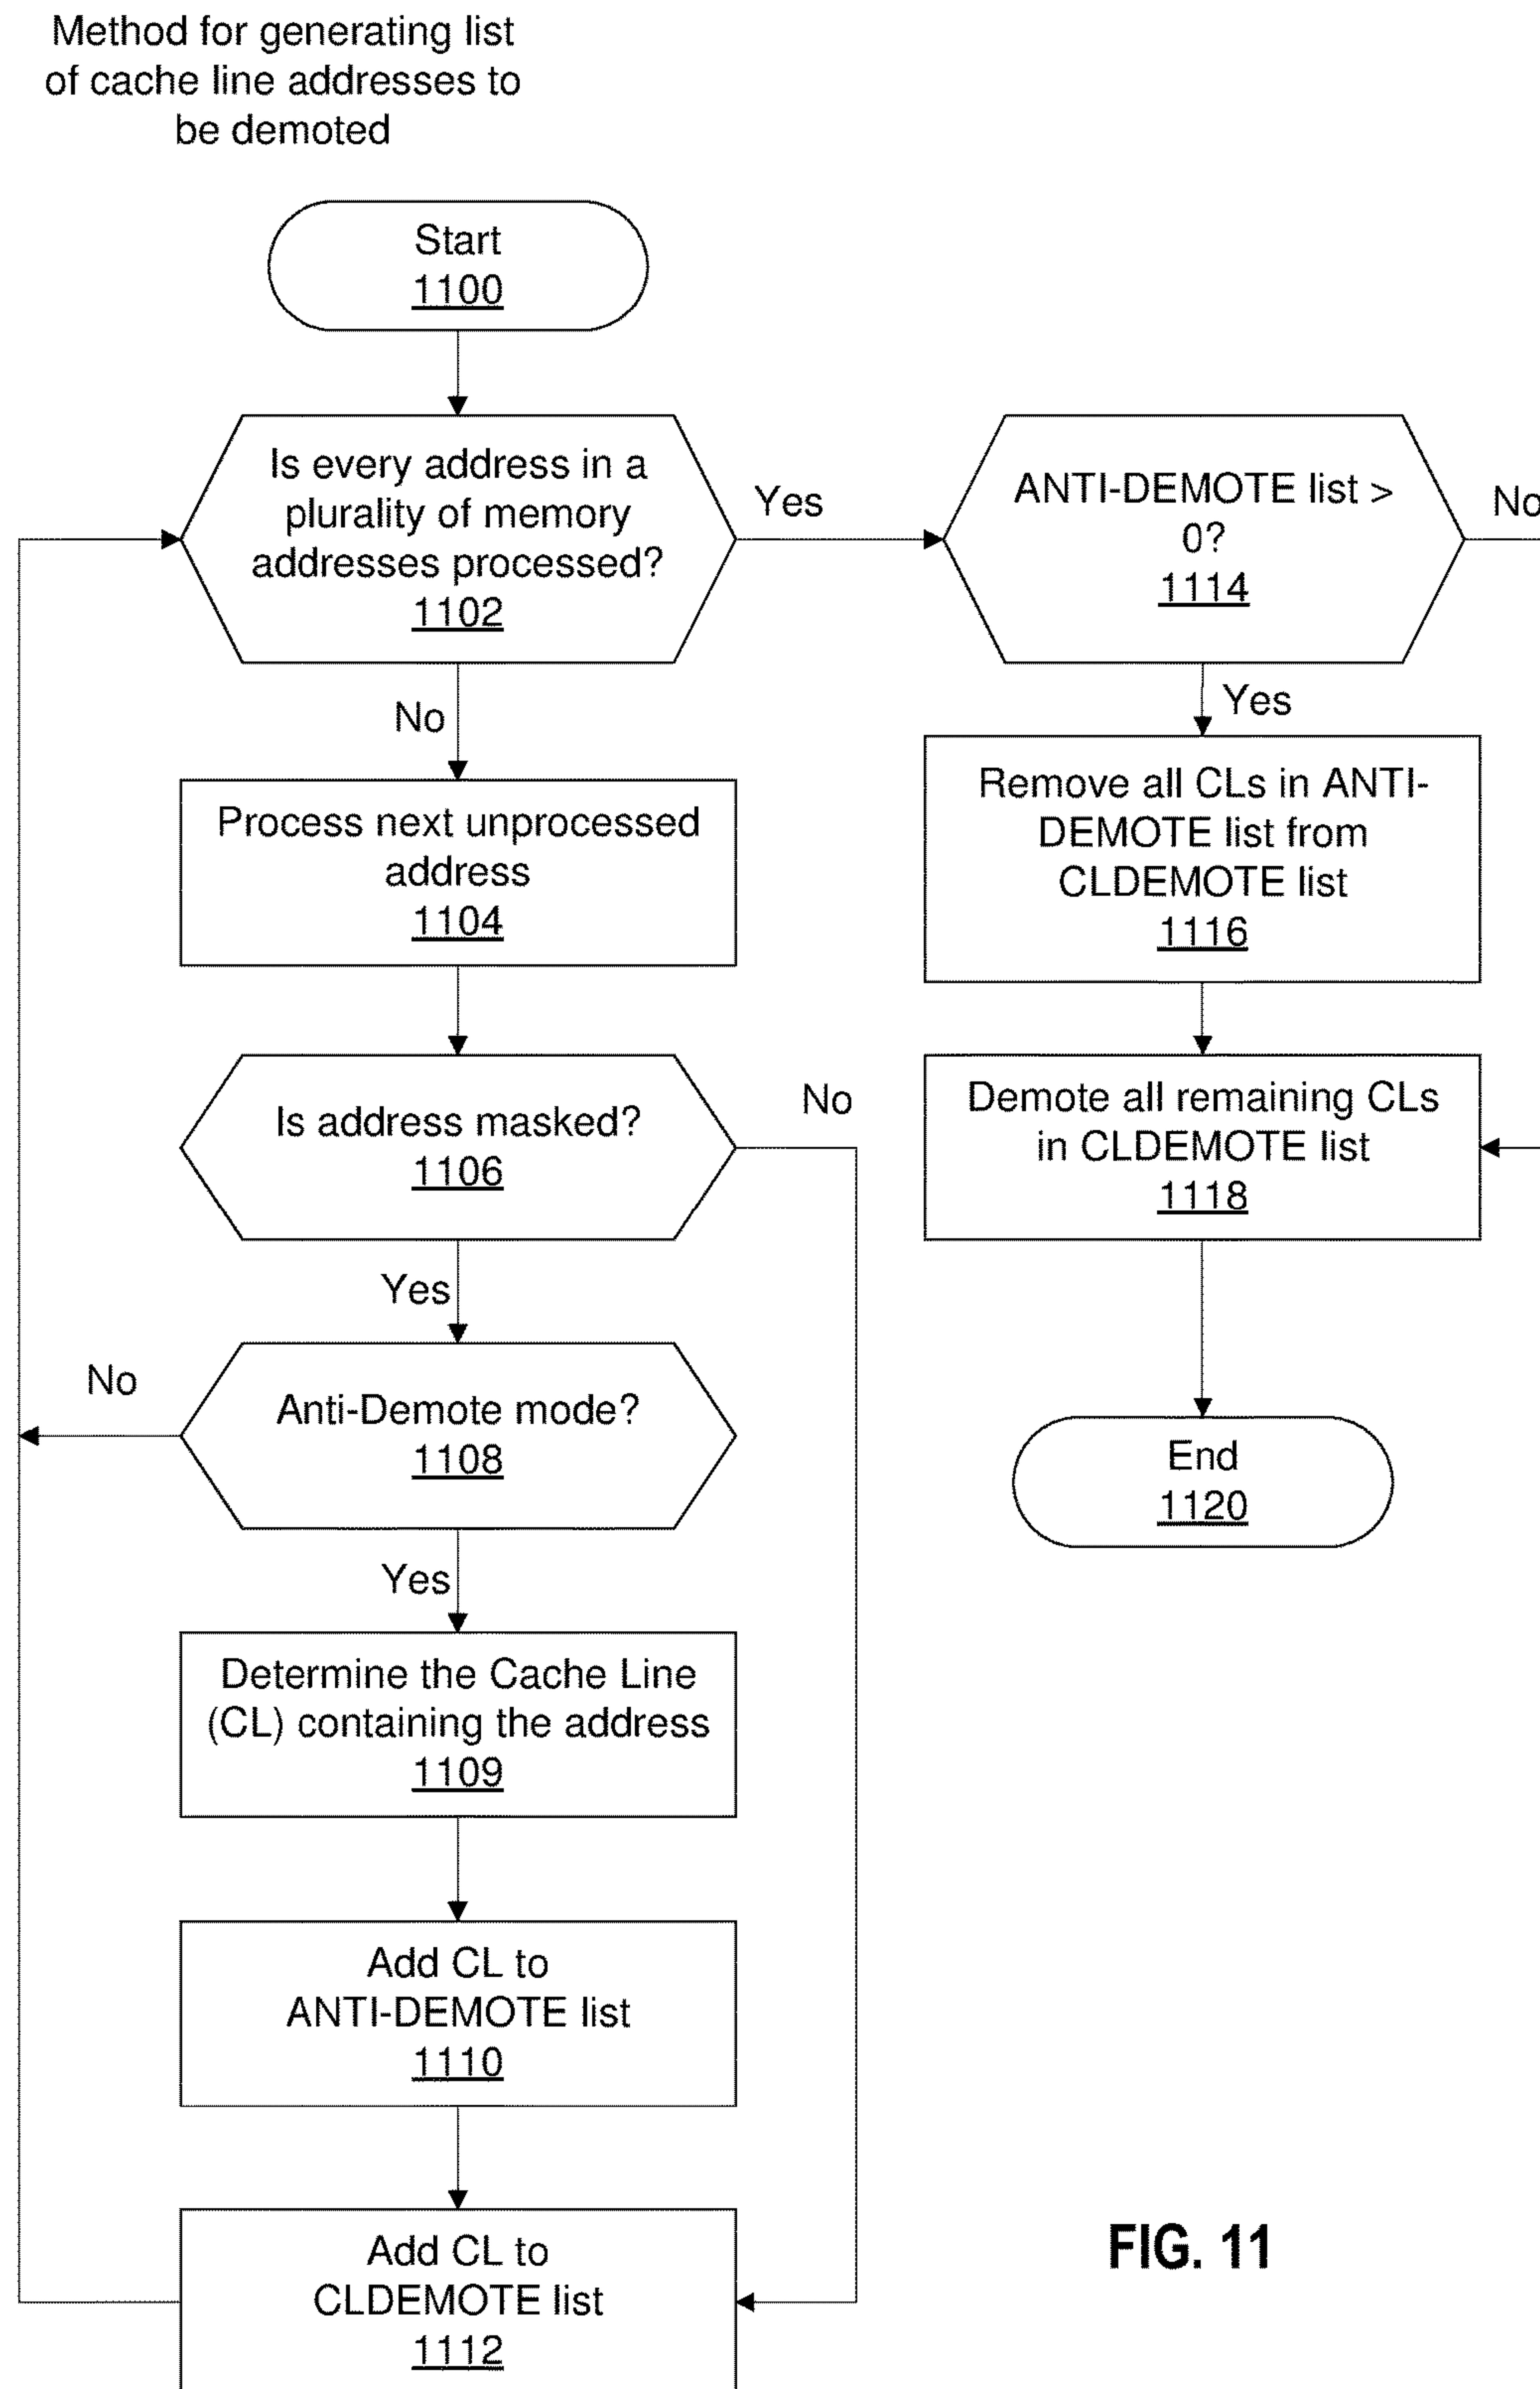 Method for generating list
of cache line addresses to
be demoted
Start
1100
Is every address in a
plurality of memory
addresses processed?
1102
Yes
No
Process next unprocessed
address
1104
Is address masked?
1106
No
Yes
Anti-Demote mode?
1108
No
Yes
Determine the Cache Line
(CL) containing the address
1109
Add CL to
ANTI-DEMOTE list
1110
Add CL to
CLDEMOTE list
1112
ANTI-DEMOTE list >
0?
1114
No
Yes
Remove all CLs in ANTI-
DEMOTE list from
CLDEMOTE list
1116
Demote all remaining CLs
in CLDEMOTE list
1118
End
1120
FIG. 11